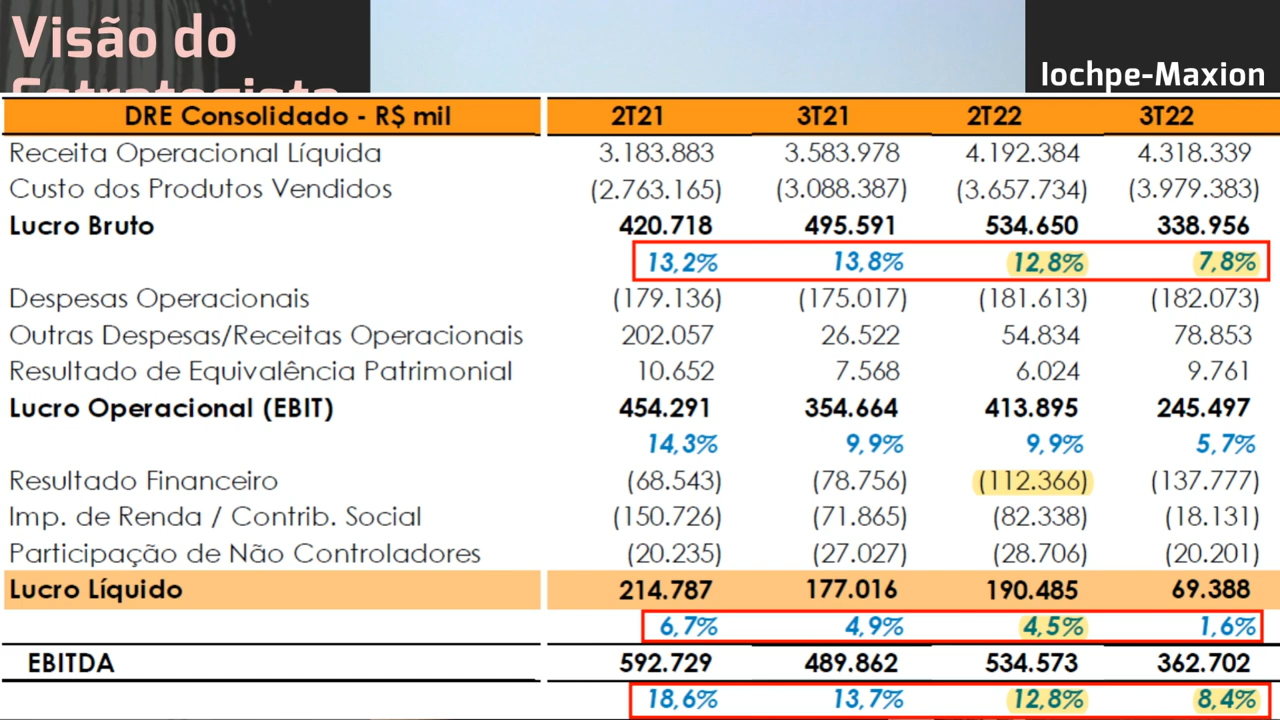 Visão do
Estrategista
Iochpe-Maxion
DRE Consolidado - R$ mil 2T21 3T21 2T22 3T22
Receita Operacional Líquida 3.183.883 3.583.978 4.192.384 4.318.339
Custo dos Produtos Vendidos (2.763.165) (3.088.387) (3.657.734) (3.979.383)
Lucro Bruto 420.718 495.591 534.650 338.956
13,2% 13,8% 12,8% 7,8%
Despesas Operacionais (179.136) (175.017) (181.613) (182.073)
Outras Despesas/Receitas Operacionais 202.057 26.522 54.834 78.853
Resultado de Equivalência Patrimonial 10.652 7.568 6.024 9.761
Lucro Operacional (EBIT) 454.291 354.664 413.895 245.497
14,3% 9,9% 9,9% 5,7%
Resultado Financeiro (68.543) (78.756) (112.366) (137.777)
Imp. de Renda / Contrib. Social (150.726) (71.865) (82.338) (18.131)
Participação de Não Controladores (20.235) (27.027) (28.706) (20.201)
Lucro Líquido 214.787 177.016 190.485 69.388
6,7% 4,9% 4,5% 1,6%
EBITDA 592.729 489.862 534.573 362.702
18,6% 13,7% 12,8% 8,4%